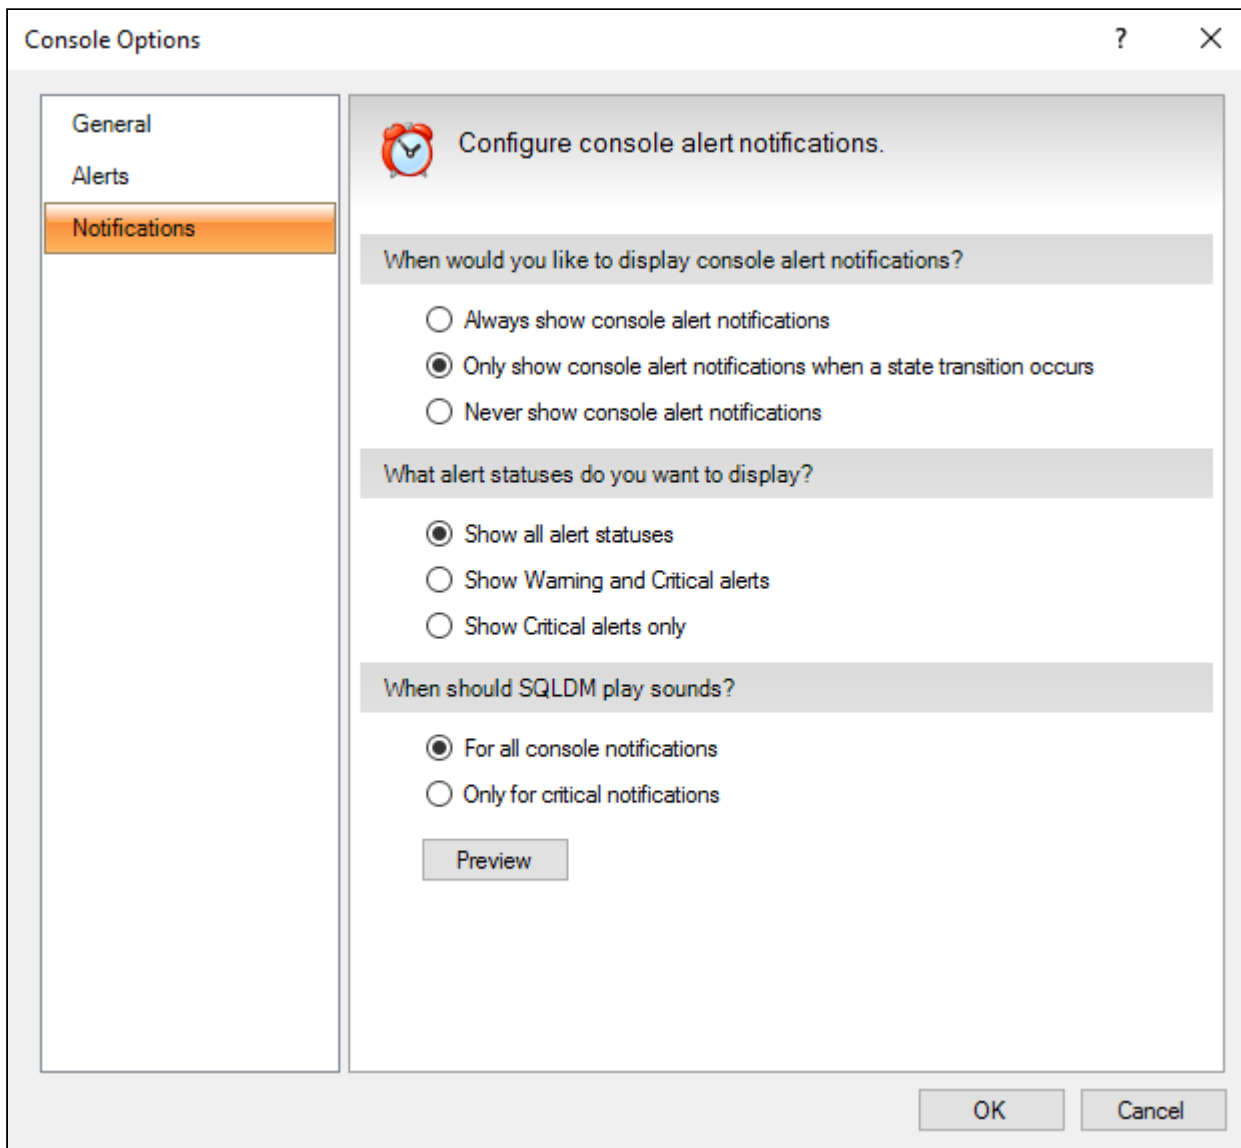 Console Options
?
General
Alerts
Notifications
Configure console alert notifications.
When would you like to display console alert notifications?
Always show console alert notifications
Only show console alert notifications when a state transition occurs
Never show console alert notifications
What alert statuses do you want to display?
Show all alert statuses
Show Warning and Critical alerts
Show Critical alerts only
When should SQLDM play sounds?
For all console notifications
Only for critical notifications
Preview
OK
Cancel